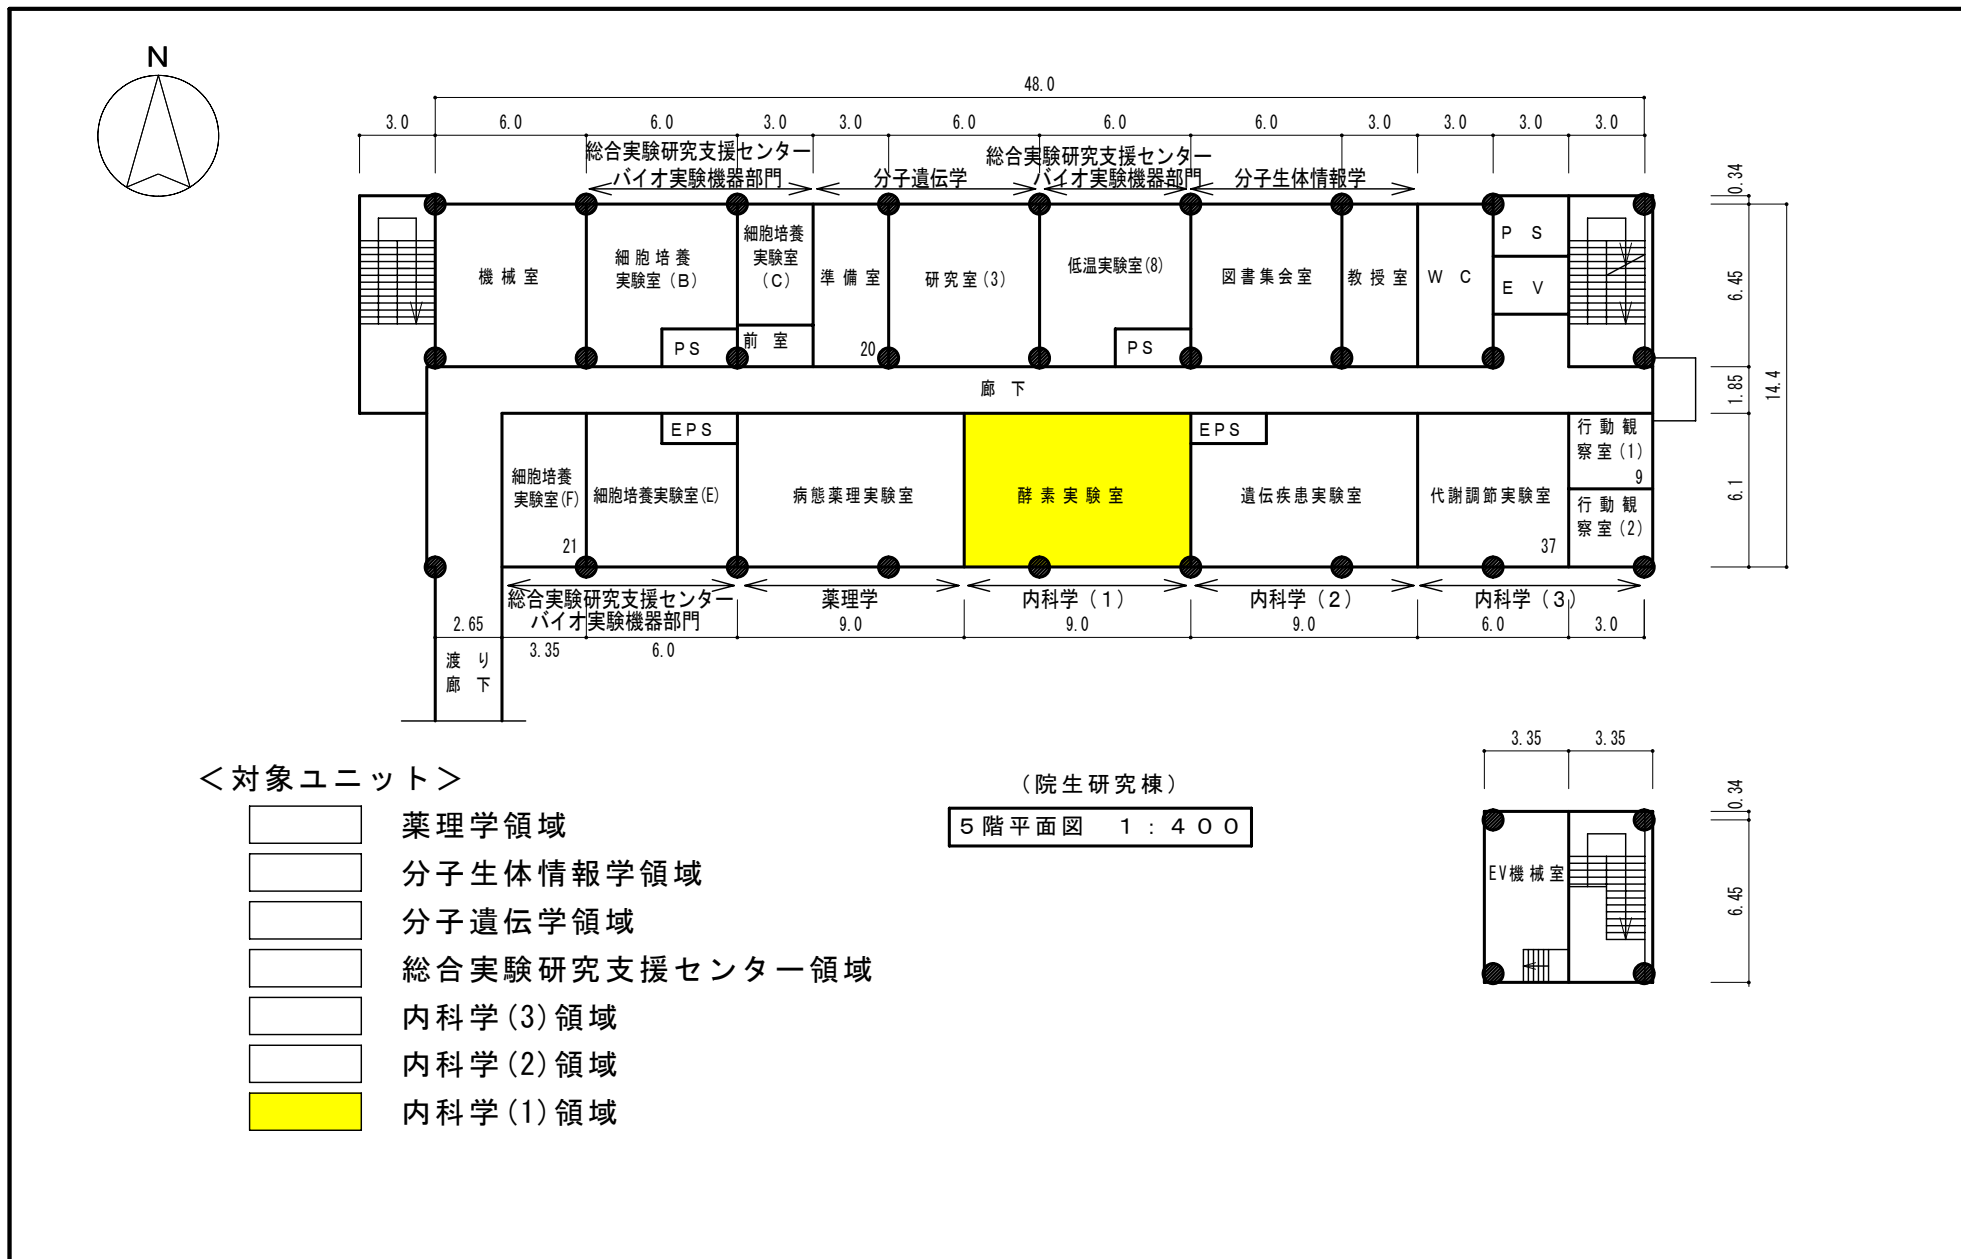 N
48.0
3.0 6.0 6.0 3.0 3.0 6.0 6.0 6.0 3.0 3.0 3.0 3.0
総合実験研究支援センター
バイオ実験機器部門
分子遺伝学
総合実験研究支援センター
バイオ実験機器部門
分子生体情報学
0.34
6.45
1.85
14.4
6.1
機械室
細胞培養
実験室(B)
PS
細胞培養
実験室
(C)
前室
準備室
20
研究室(3)
低温実験室(8)
PS
図書集会室
教授室
WC
PS
EV
廊下
細胞培養
実験室(F)
21
細胞培養実験室(E)
EPS
病態薬理実験室
酵素実験室
EPS
遺伝疾患実験室
代謝調節実験室
37
行動観
察室(1)
9
行動観
察室(2)
総合実験研究支援センター
バイオ実験機器部門
薬理学
内科学(1)
内科学(2)
内科学(3)
2.65 9.0 9.0 9.0 6.0 3.0
3.35 6.0
渡り
廊下
3.35 3.35
0.34
6.45
EV機械室
<対象ユニット>
薬理学領域
分子生体情報学領域
分子遺伝学領域
総合実験研究支援センター領域
内科学(3)領域
内科学(2)領域
内科学(1)領域
(院生研究棟)
5階平面図 1:400